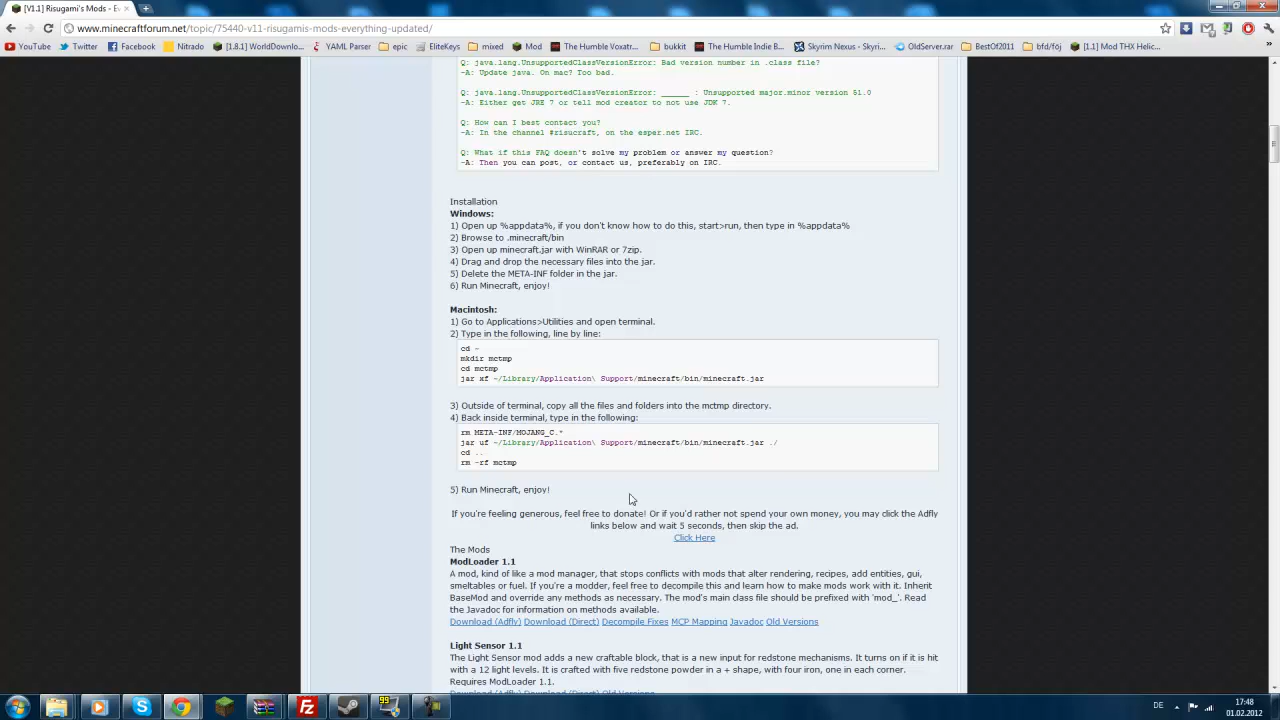 [V1.1] Risugami's Mods - Ev
www.minecraftforum.net/topic/75440-v11-risugamis-mods-everything-updated/
YouTube Twitter Facebook Nitrado [1.8.1] WorldDownlo... YAML Parser epic EliteKeys mixed Mod The Humble Voxatr... bukkit The Humble Indie B... Skyrim Nexus - Skyri... OldServer.rar BestOf2011 bfd/föj [1.1] Mod THX Helic... »
Q: java.lang.UnsupportedClassVersionError: Bad version number in .class file?
-A: Update java. On mac? Too bad.
Q: java.lang.UnsupportedClassVersionError: ______ : Unsupported major.minor version 51.0
-A: Either get JRE 7 or tell mod creator to not use JDK 7.
Q: How can I best contact you?
-A: In the channel #risucraft, on the esper.net IRC.
Q: What if this FAQ doesn't solve my problem or answer my question?
-A: Then you can post, or contact us, preferably on IRC.
Installation
Windows:
1) Open up %appdata%, if you don't know how to do this, start>run, then type in %appdata%
2) Browse to .minecraft/bin
3) Open up minecraft.jar with WinRAR or 7zip.
4) Drag and drop the necessary files into the jar.
5) Delete the META-INF folder in the jar.
6) Run Minecraft, enjoy!
Macintosh:
1) Go to Applications>Utilities and open terminal.
2) Type in the following, line by line:
cd ~
mkdir mctmp
cd mctmp
jar xf ~/Library/Application\ Support/minecraft/bin/minecraft.jar
3) Outside of terminal, copy all the files and folders into the mctmp directory.
4) Back inside terminal, type in the following:
rm META-INF/MOJANG_C.*
jar uf ~/Library/Application\ Support/minecraft/bin/minecraft.jar ./
cd ..
rm -rf mctmp
5) Run Minecraft, enjoy!
If you're feeling generous, feel free to donate! Or if you'd rather not spend your own money, you may click the Adfly
links below and wait 5 seconds, then skip the ad.
Click Here
The Mods
ModLoader 1.1
A mod, kind of like a mod manager, that stops conflicts with mods that alter rendering, recipes, add entities, gui,
smeltables or fuel. If you're a modder, feel free to decompile this and learn how to make mods work with it. Inherit
BaseMod and override any methods as necessary. The mod's main class file should be prefixed with 'mod_'. Read
the Javadoc for information on methods available.
Download (Adfly) Download (Direct) Decompile Fixes MCP Mapping Javadoc Old Versions
Light Sensor 1.1
The Light Sensor mod adds a new craftable block, that is a new input for redstone mechanisms. It turns on if it is hit
with a 12 light levels. It is crafted with five redstone powder in a + shape, with four iron, one in each corner.
Requires ModLoader 1.1.
Download (Adfly) Download (Direct) Old Versions
99
DE
17:48
01.02.2012